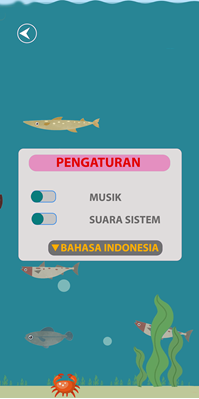 PENGATURAN
MUSIK
SUARA SISTEM
▼BAHASA INDONESIA